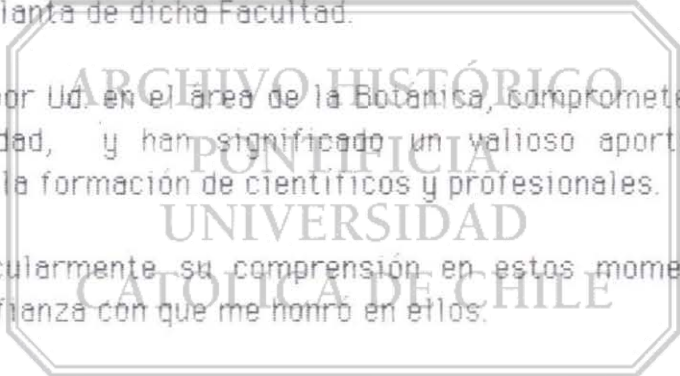 lanta de dicha Facultad.
or Ud. en el área de la Botánica, compromete
dad, y han significado un valioso aport
la formación de científicos y profesionales.
cularmente su comprensión en estos mome
fianza con que me honró en ellos.
ARCHIVO HISTÓRICO
PONTIFICIA
UNIVERSIDAD
CATÓLICA DE CHILE